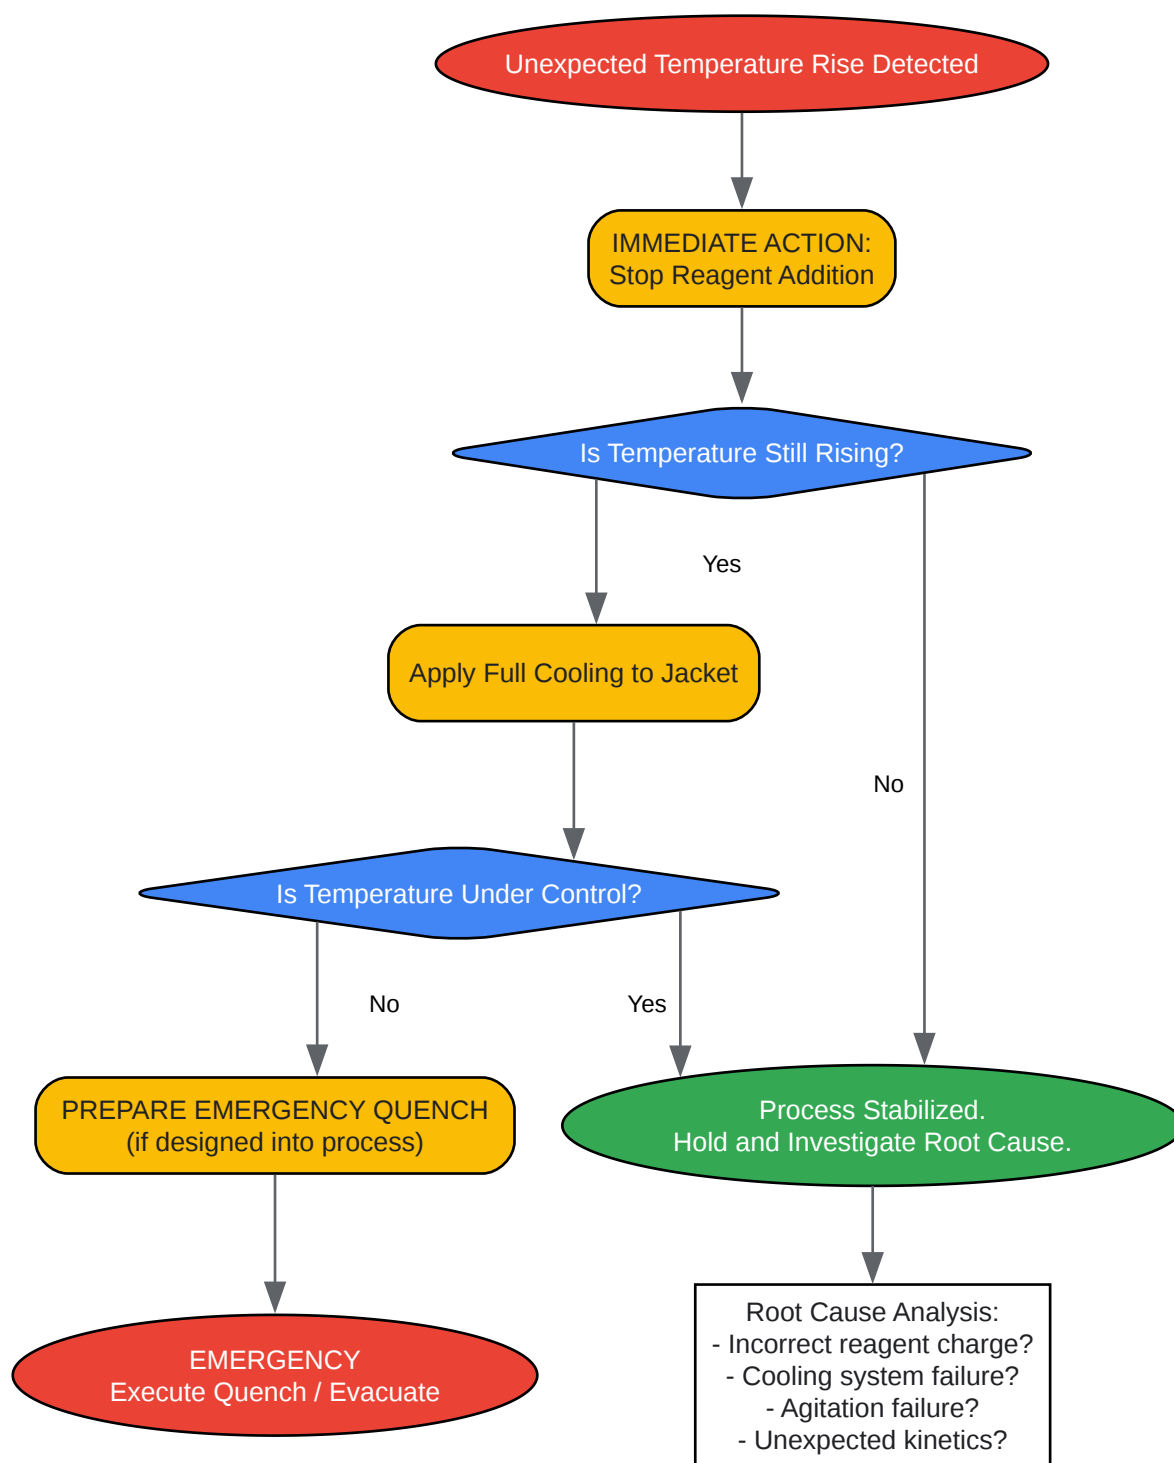 Unexpected Temperature Rise Detected
IMMEDIATE ACTION:
Stop Reagent Addition
Is Temperature Still Rising?
Yes
Apply Full Cooling to Jacket
No
Is Temperature Under Control?
No
Yes
PREPARE EMERGENCY QUENCH
(if designed into process)
Process Stabilized.
Hold and Investigate Root Cause.
EMERGENCY
Execute Quench / Evacuate
Root Cause Analysis:
- Incorrect reagent charge?
- Cooling system failure?
- Agitation failure?
- Unexpected kinetics?